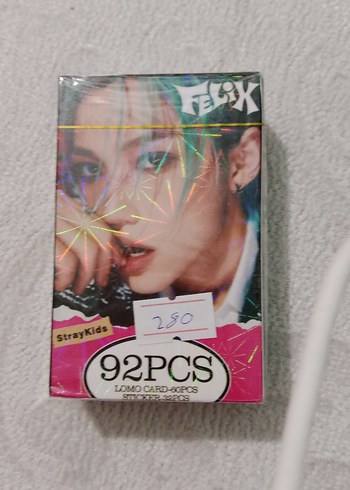 FELiX
280
StrayKids
92PCS
LOMO CARD-60PCS
STICKER-32PCS